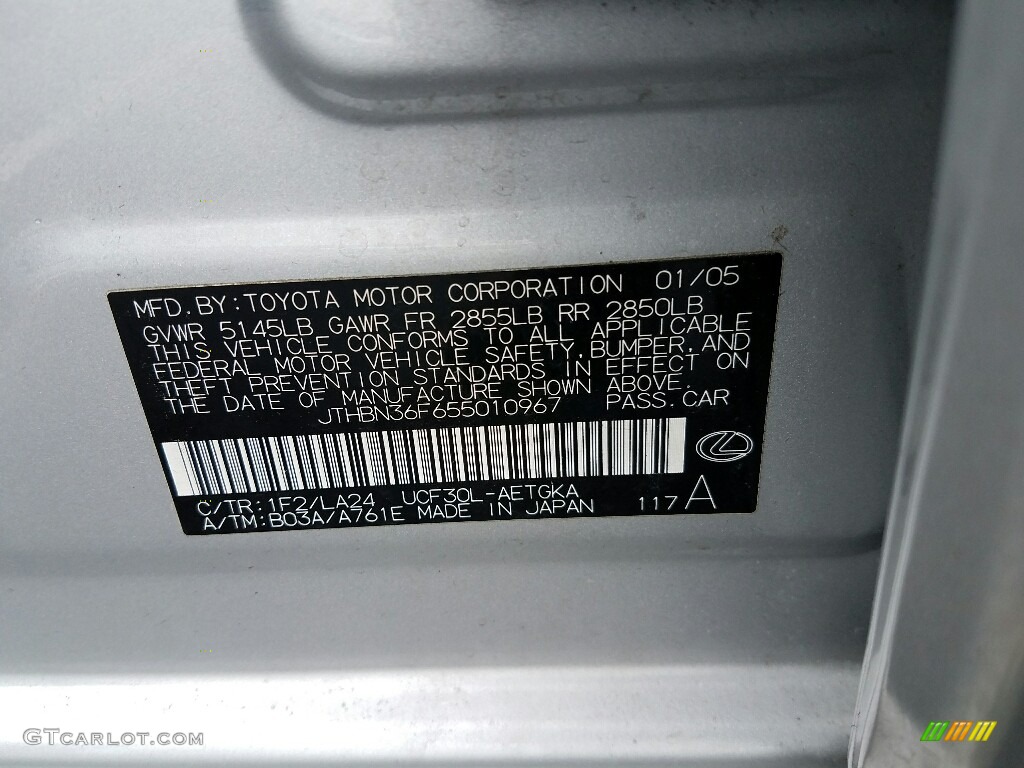 MFD.BY:TOYOTA MOTOR CORPORATION 01/05
GVWR 5145LB GAWR FR 2855LB RR 2850LB
THIS VEHICLE CONFORMS TO ALL APPLICABLE
FEDERAL MOTOR VEHICLE SAFETY,BUMPER,AND
THEFT PREVENTION STANDARDS IN EFFECT ON
THE DATE OF MANUFACTURE SHOWN ABOVE.
JTHBN36F655010967 PASS.CAR
C/TR:1F2/LA24 UCF30L-AETGKA
A/TM:B03A/A761E MADE IN JAPAN 117A
GTCARLOT.COM